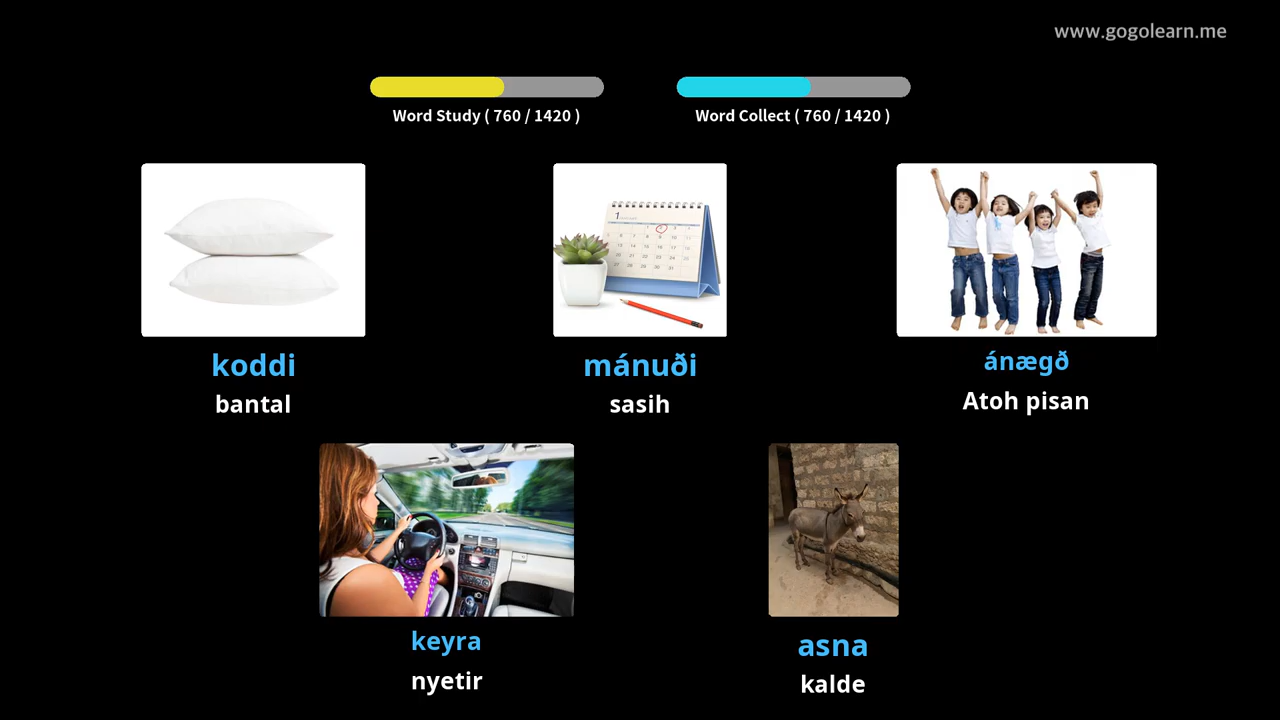 www.gogolearn.me
Word Study ( 760 / 1420 )
Word Collect ( 760 / 1420 )
koddi
bantal
mánuði
sasih
ánægð
Atoh pisan
keyra
nyetir
asna
kalde